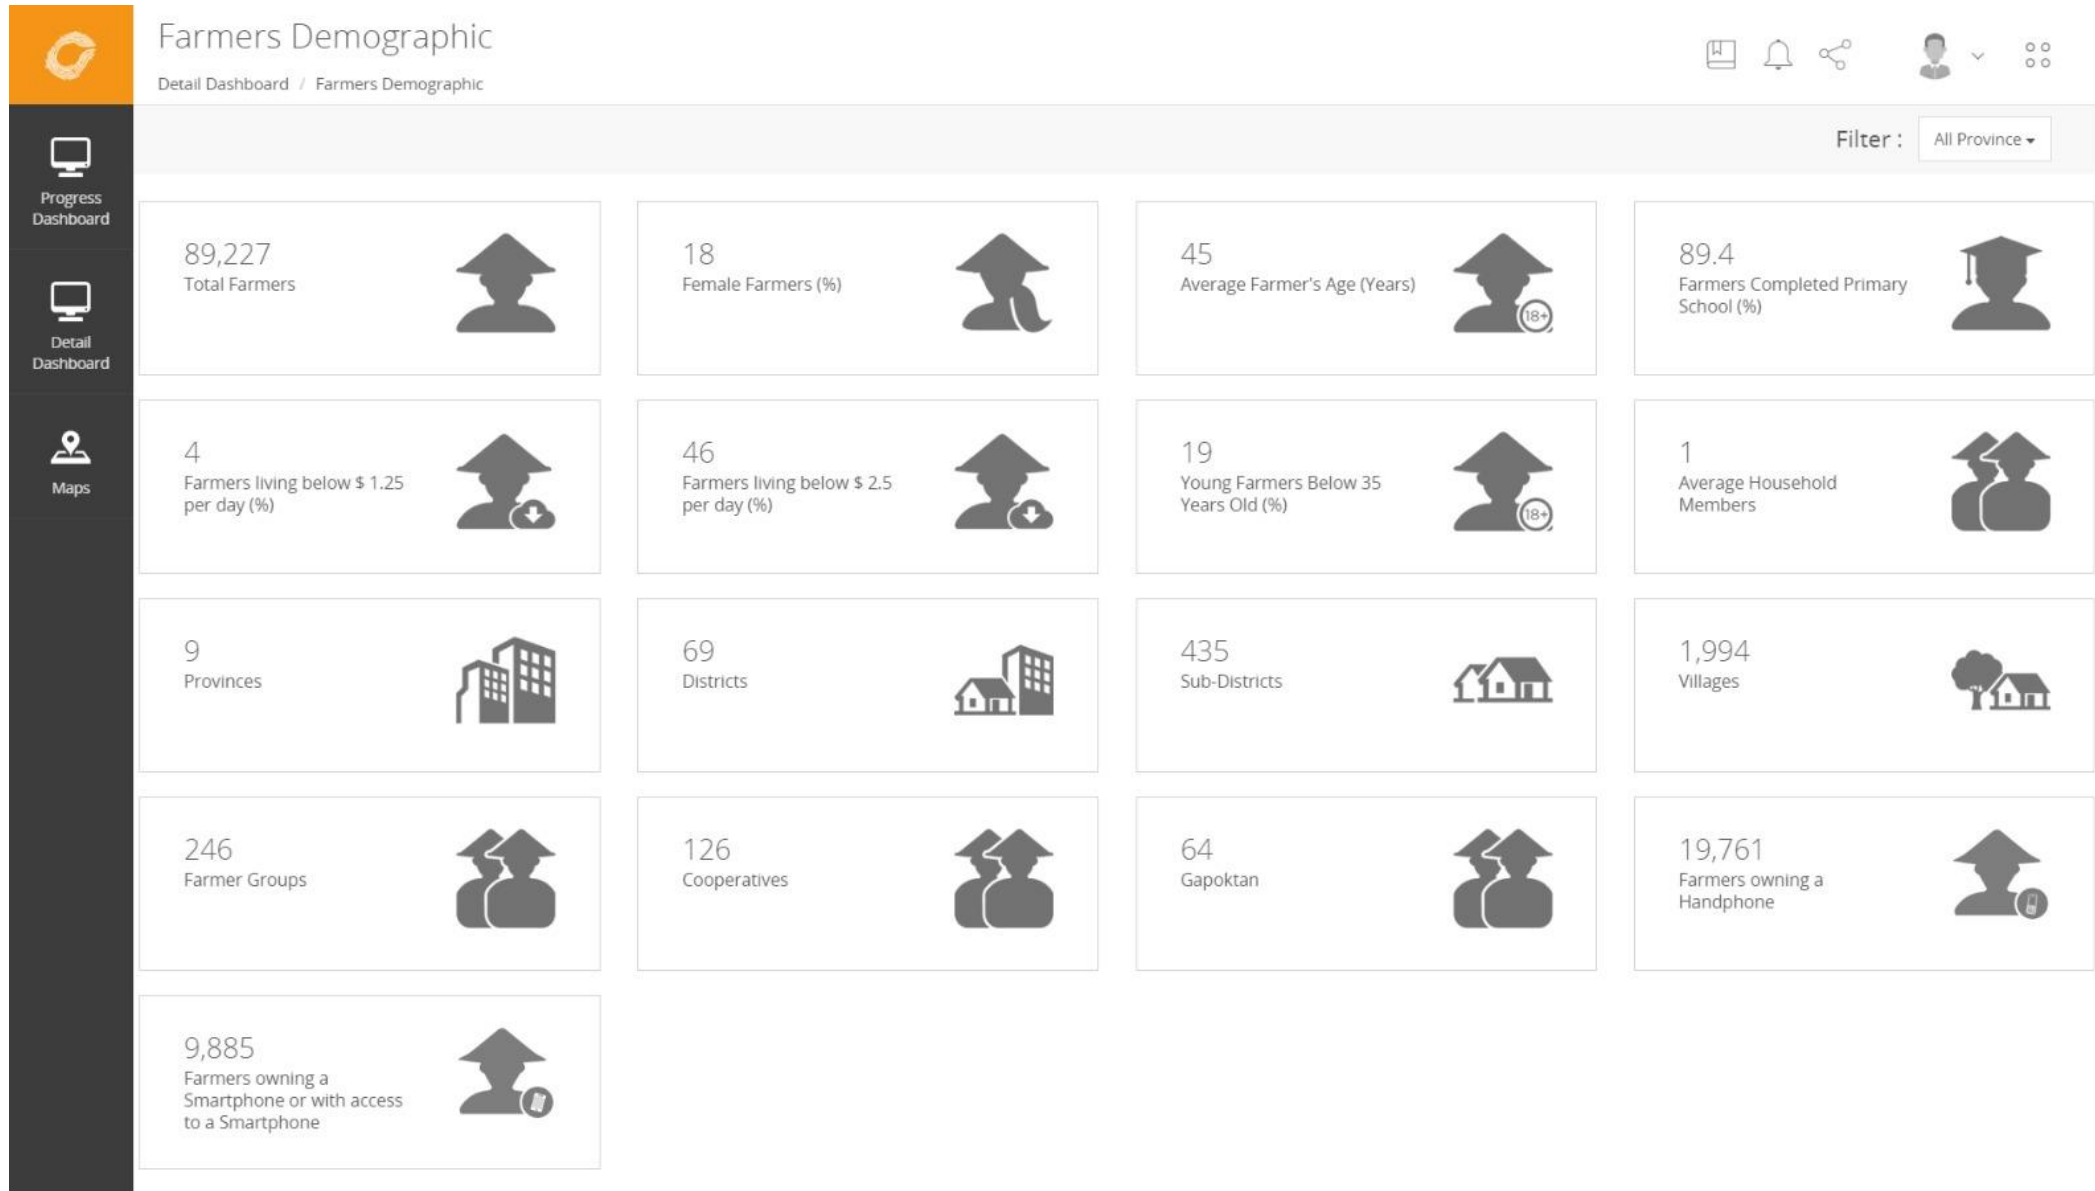 Farmers Demographic
Detail Dashboard / Farmers Demographic
Filter :
All Province
Progress
Dashboard
Detail
Dashboard
Maps
89,227
Total Farmers
18
Female Farmers (%)
45
Average Farmer's Age (Years)
18+
89.4
Farmers Completed Primary
School (%)
4
Farmers living below $ 1.25
per day (%)
46
Farmers living below $ 2.5
per day (%)
19
Young Farmers Below 35
Years Old (%)
18+
1
Average Household
Members
9
Provinces
69
Districts
435
Sub-Districts
1,994
Villages
246
Farmer Groups
126
Cooperatives
64
Gapoktan
19,761
Farmers owning a
Handphone
9,885
Farmers owning a
Smartphone or with access
to a Smartphone